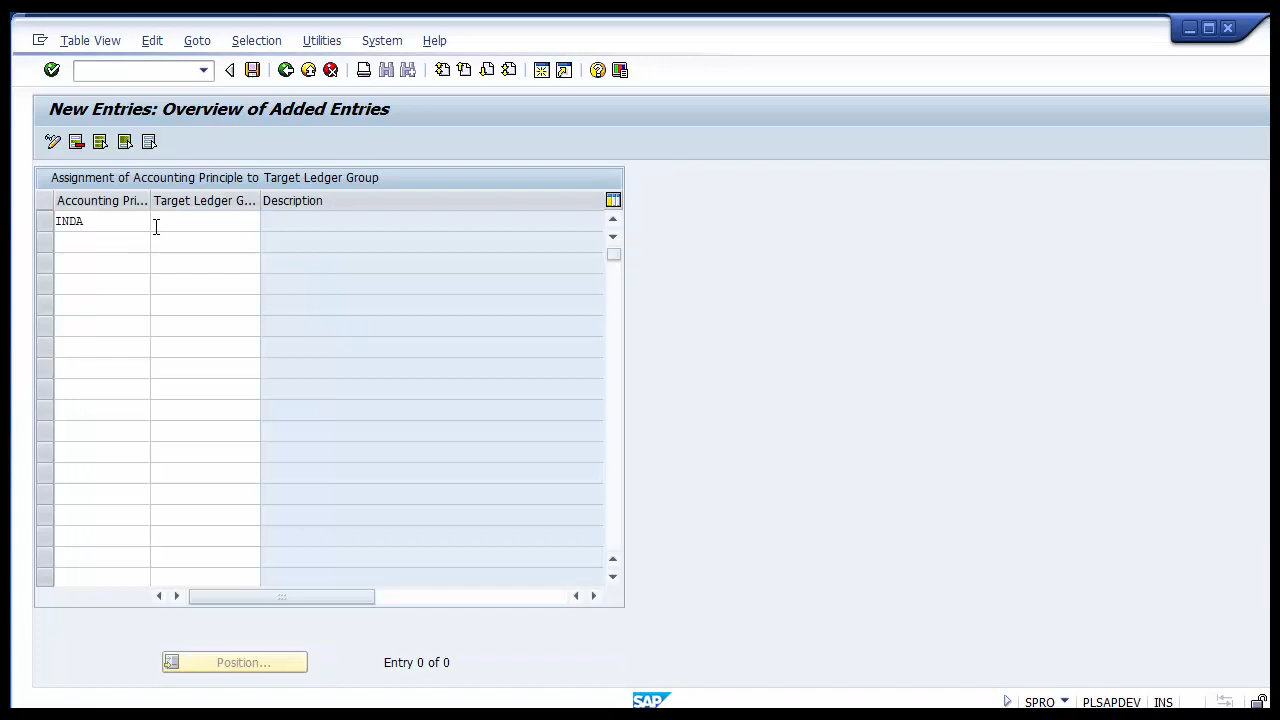 Table View Edit Goto Selection Utilities System Help
New Entries: Overview of Added Entries
Assignment of Accounting Principle to Target Ledger Group
Accounting Pri... Target Ledger G... Description
INDA
Position... Entry 0 of 0
SAP SPRO PLSAPDEV INS